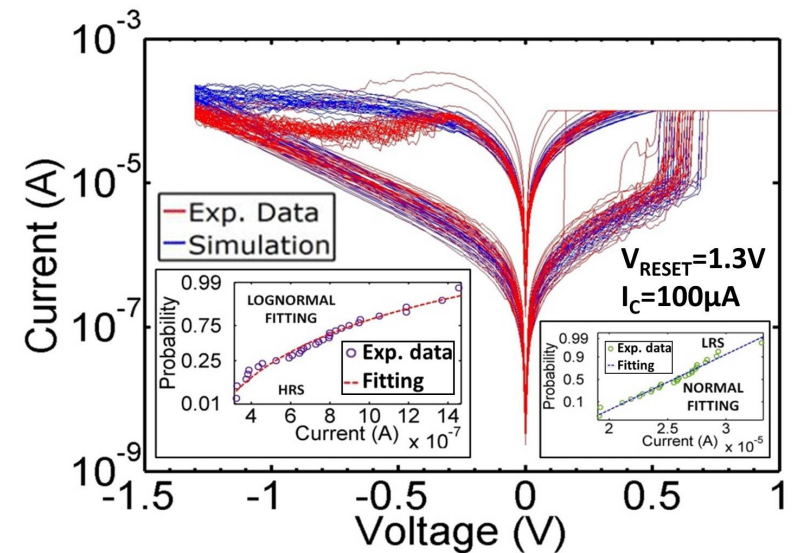 10^-3
10^-5
10^-7
10^-9
Current (A)
Exp. Data
Simulation
V_RESET=1.3V
I_C=100µA
0.99
0.75
0.25
0.01
Probability
LOGNORMAL
FITTING
Exp. data
Fitting
HRS
4 6 8 10 12 14
Current (A) x 10^-7
0.99
0.9
0.5
0.1
Probability
LRS
Exp. data
Fitting
NORMAL
FITTING
2 2.5 3
Current (A) x 10^-5
-1.5 -1 -0.5 0 0.5 1
Voltage (V)